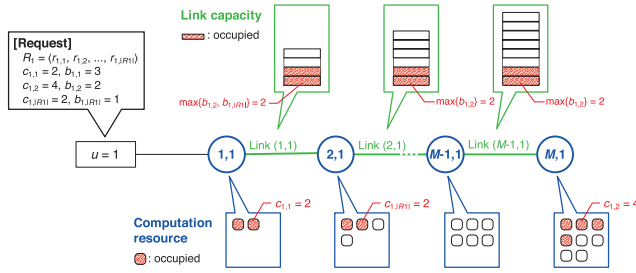 Link capacity
: occupied
[Request]
R₁ = ⟨r₁,₁, r₁,₂, ..., r₁,|R1|⟩
c₁,₁ = 2, b₁,₁ = 3
c₁,₂ = 4, b₁,₂ = 2
c₁,|R1| = 2, b₁,|R1| = 1
max{b₁,₂, b₁,|R1|} = 2
max{b₁,₂} = 2
max{b₁,₂} = 2
u = 1
1,1
Link (1,1)
2,1
Link (2,1)
M-1,1
Link (M-1,1)
M,1
c₁,₁ = 2
c₁,|R1| = 2
c₁,₂ = 4
Computation
resource
: occupied